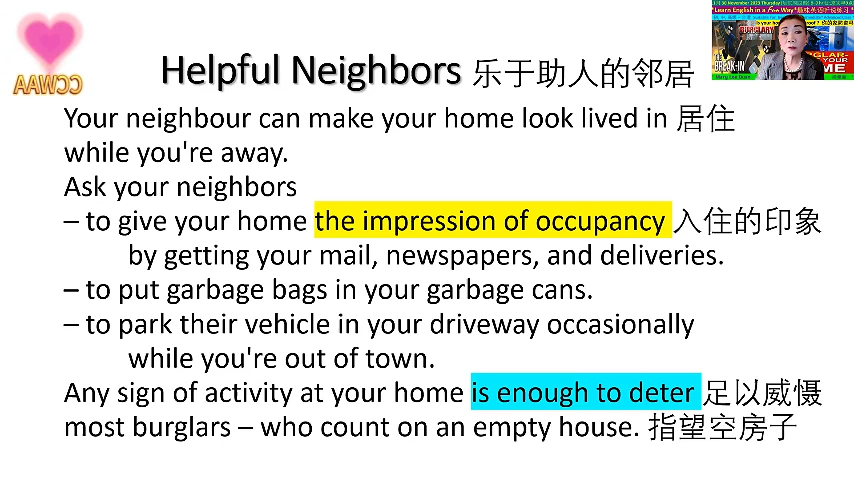 Helpful Neighbors 乐于助人的邻居
Your neighbour can make your home look lived in 居住
while you're away.
Ask your neighbors
– to give your home the impression of occupancy 入住的印象
by getting your mail, newspapers, and deliveries.
– to put garbage bags in your garbage cans.
– to park their vehicle in your driveway occasionally
while you're out of town.
Any sign of activity at your home is enough to deter 足以威慑
most burglars – who count on an empty house. 指望空房子
CCWAA
BURGLARY
BREAK-IN